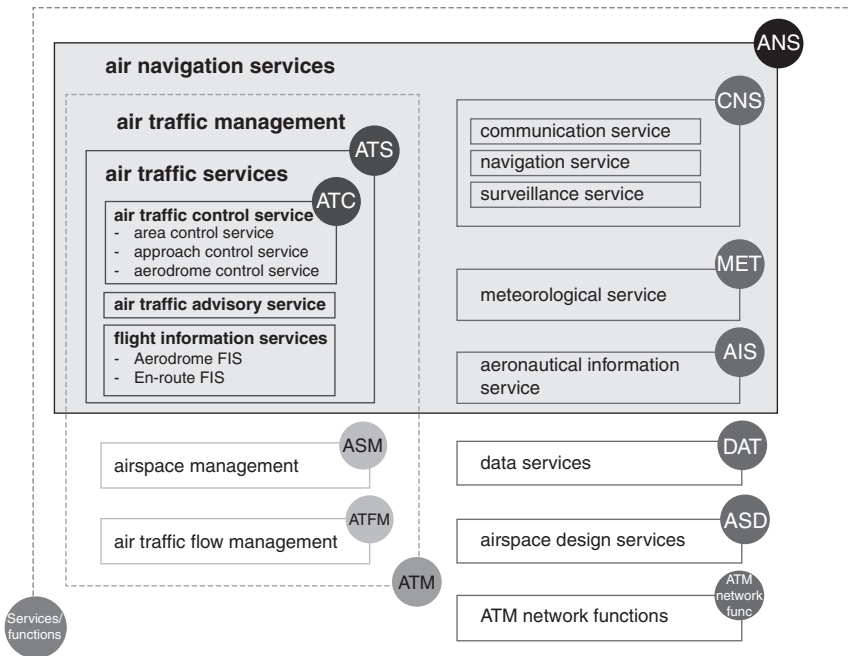 ANS
air navigation services
air traffic management
ATS
air traffic services
ATC
air traffic control service
- area control service
- approach control service
- aerodrome control service
air traffic advisory service
flight information services
- Aerodrome FIS
- En-route FIS
CNS
communication service
navigation service
surveillance service
MET
meteorological service
AIS
aeronautical information
service
ASM
airspace management
ATFM
air traffic flow management
ATM
DAT
data services
ASD
airspace design services
ATM
network
func
ATM network functions
Services/
functions